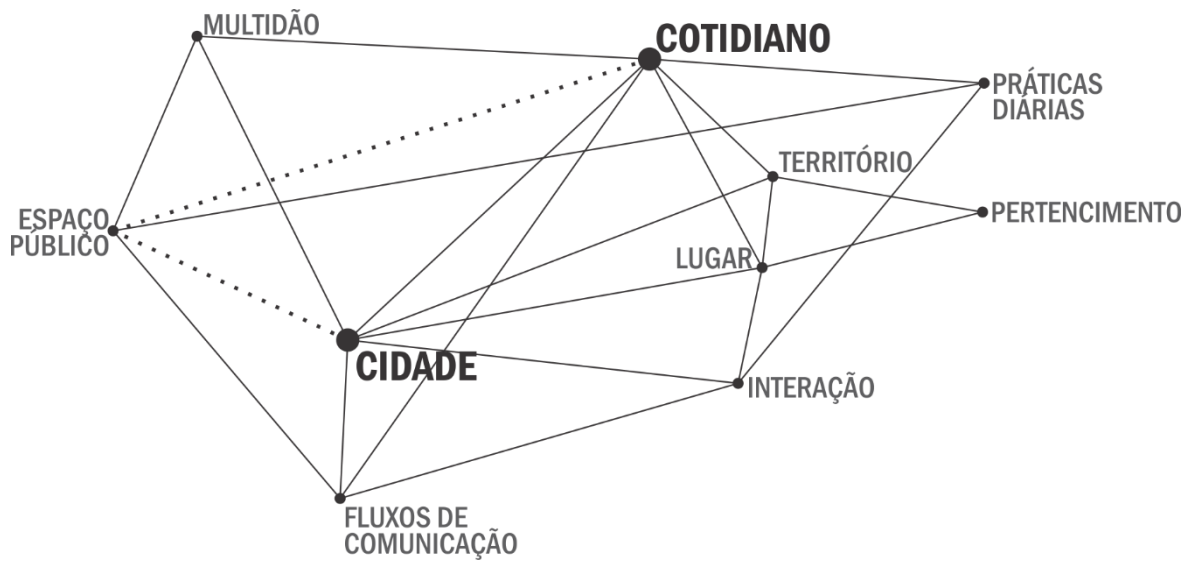 MULTIDÃO
COTIDIANO
PRÁTICAS
DIÁRIAS
TERRITÓRIO
ESPAÇO
PÚBLICO
PERTENCIMENTO
LUGAR
CIDADE
INTERAÇÃO
FLUXOS DE
COMUNICAÇÃO